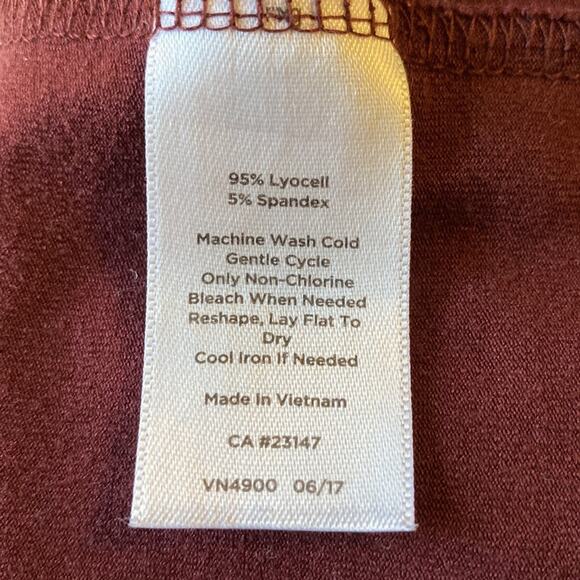 95% Lyocell
5% Spandex
Machine Wash Cold
Gentle Cycle
Only Non-Chlorine
Bleach When Needed
Reshape, Lay Flat To
Dry
Cool Iron If Needed
Made In Vietnam
CA #23147
VN4900 06/17